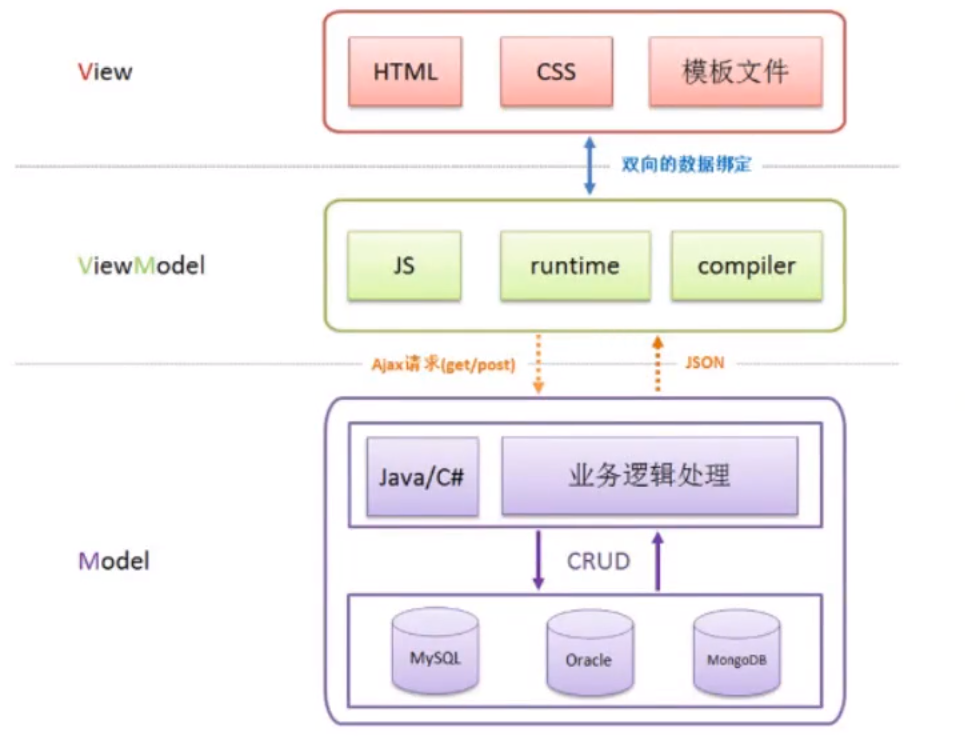 View
HTML
CSS
模板文件
双向的数据绑定
ViewModel
JS
runtime
compiler
Ajax请求(get/post)
JSON
Model
Java/C#
业务逻辑处理
CRUD
MySQL
Oracle
MongoDB